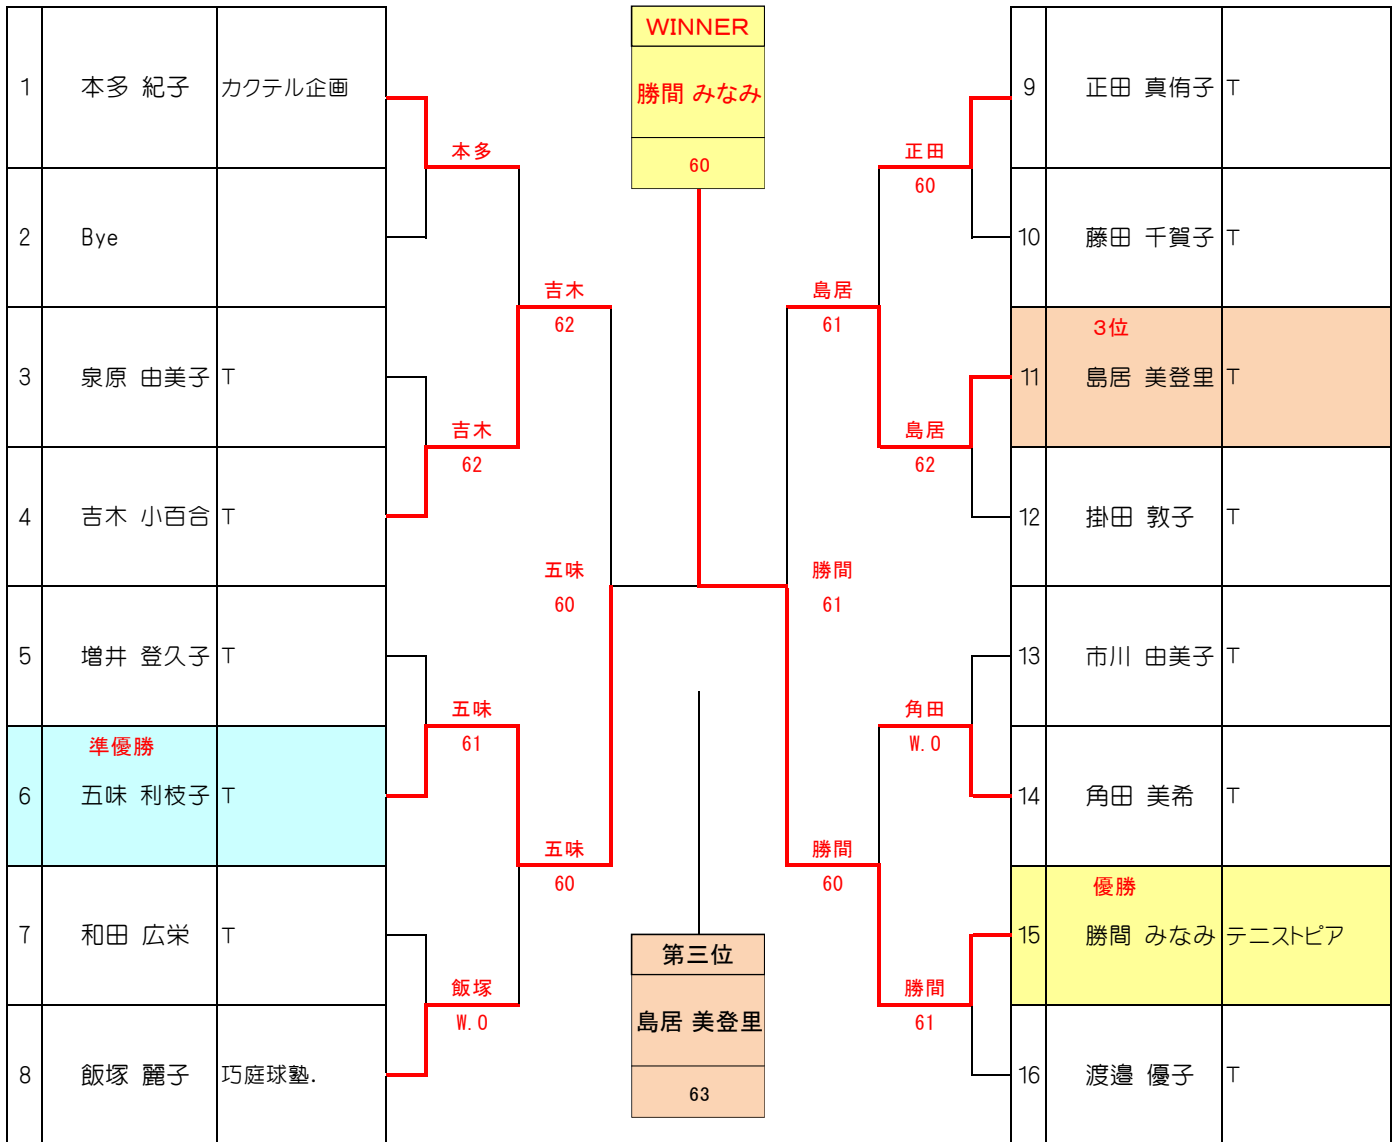 1 本多 紀子 カクテル企画
2 Bye
3 泉原 由美子 T
4 吉木 小百合 T
5 増井 登久子 T
準優勝
6 五味 利枝子 T
7 和田 広栄 T
8 飯塚 麗子 巧庭球塾.
本多
吉木
62
五味
61
飯塚
W.O
吉木
62
五味
60
五味
60
WINNER
勝間 みなみ
60
第三位
島居 美登里
63
勝間
61
島居
61
勝間
60
正田
60
島居
62
角田
W.O
勝間
61
9 正田 真侑子 T
10 藤田 千賀子 T
3位
11 島居 美登里 T
12 掛田 敦子 T
13 市川 由美子 T
14 角田 美希 T
優勝
15 勝間 みなみ テニストピア
16 渡邉 優子 T